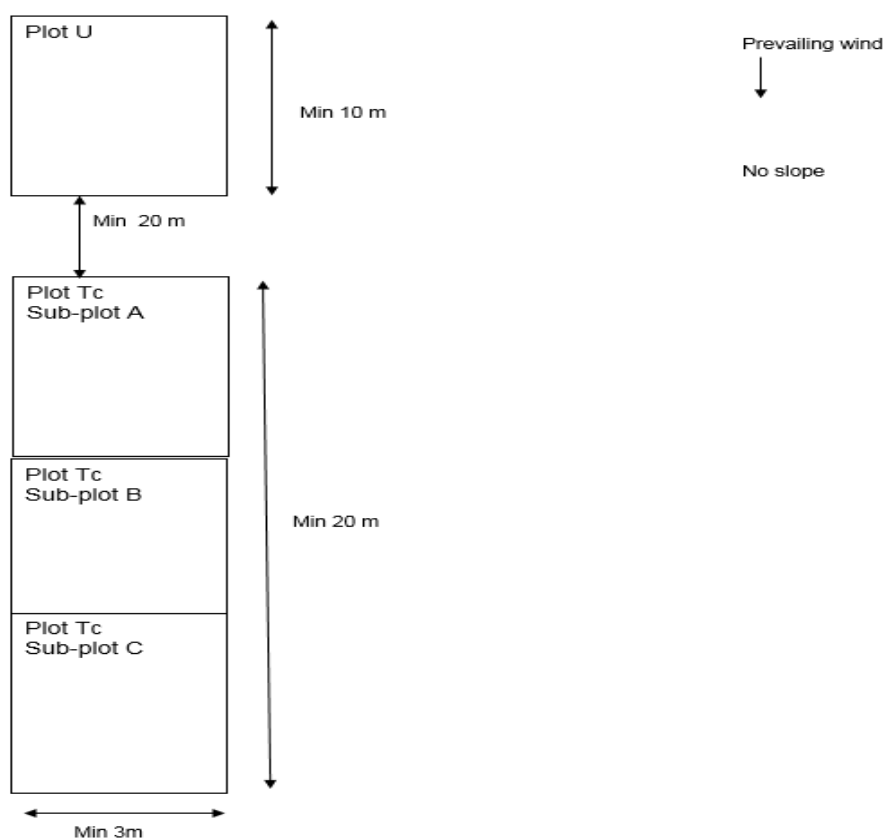 Plot U
Prevailing wind
Min 10 m
No slope
Min 20 m
Plot Tc
Sub-plot A
Plot Tc
Sub-plot B
Min 20 m
Plot Tc
Sub-plot C
Min 3m